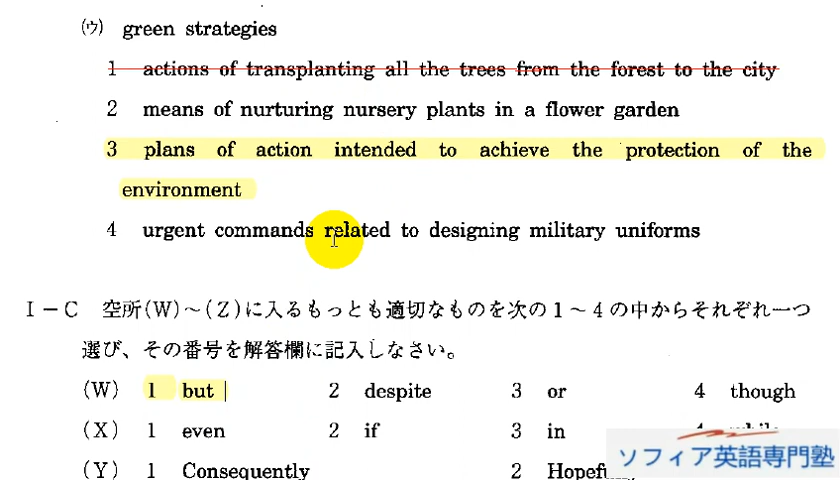 (ウ) green strategies
1 actions of transplanting all the trees from the forest to the city
2 means of nurturing nursery plants in a flower garden
3 plans of action intended to achieve the protection of the
environment
4 urgent commands related to designing military uniforms
I－C 空所(W)～(Z)に入るもっとも適切なものを次の1～4の中からそれぞれ一つ
選び、その番号を解答欄に記入しなさい。
(W) 1 but 2 despite 3 or 4 though
(X) 1 even 2 if 3 in
(Y) 1 Consequently 2
ソフィア英語専門塾